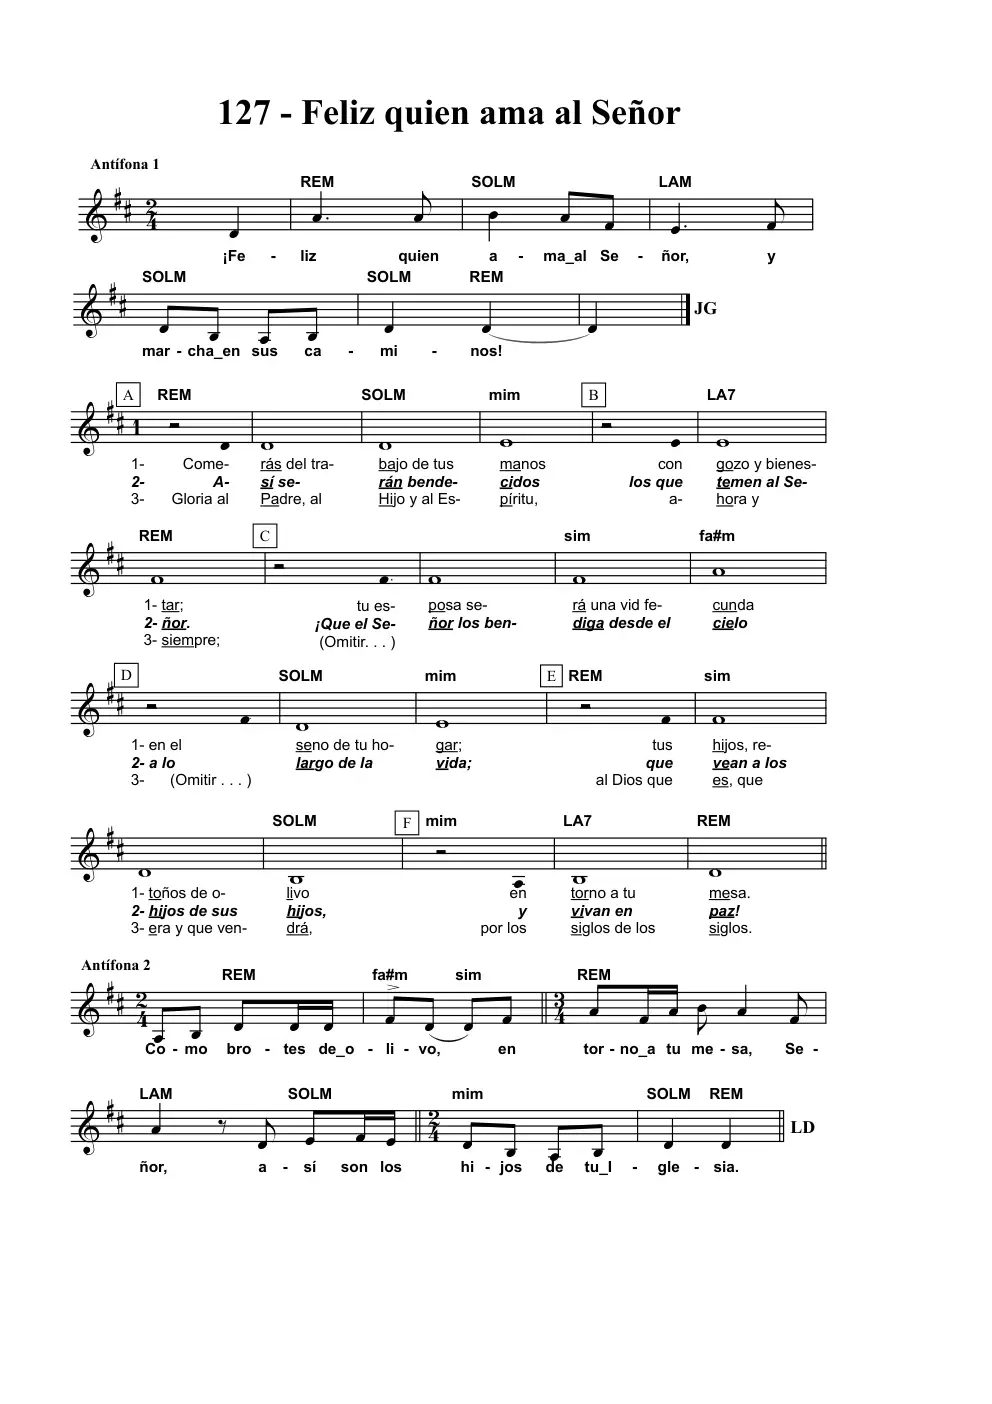 127 - Feliz quien ama al Señor
Antífona 1
REM SOLM LAM
¡Fe - liz quien a - ma_al Se - ñor, y
SOLM SOLM REM
JG
mar - cha_en sus ca - mi - nos!
A REM SOLM mim B LA7
1- Come- rás del tra- bajo de tus manos con gozo y bienes-
2- A- sí se- rán bende- cidos los que temen al Se-
3- Gloria al Padre, al Hijo y al Es- píritu, a- hora y
REM C sim fa#m
1- tar; tu es- posa se- rá una vid fe- cunda
2- ñor. ¡Que el Se- ñor los ben- diga desde el cielo
3- siempre; (Omitir. . . )
D SOLM mim E REM sim
1- en el seno de tu ho- gar; tus hijos, re-
2- a lo largo de la vida; que vean a los
3- (Omitir . . . ) al Dios que es, que
SOLM F mim LA7 REM
1- toños de o- livo en torno a tu mesa.
2- hijos de sus hijos, y vivan en paz!
3- era y que ven- drá, por los siglos de los siglos.
Antífona 2
REM fa#m sim REM
Co - mo bro - tes de_o - li - vo, en tor - no_a tu me - sa, Se -
LAM SOLM mim SOLM REM
LD
ñor, a - sí son los hi - jos de tu_I - gle - sia.